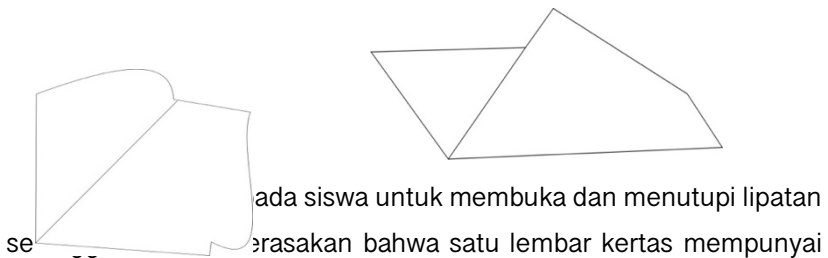 ada siswa untuk membuka dan menutupi lipatan
se erasakan bahwa satu lembar kertas mempunyai